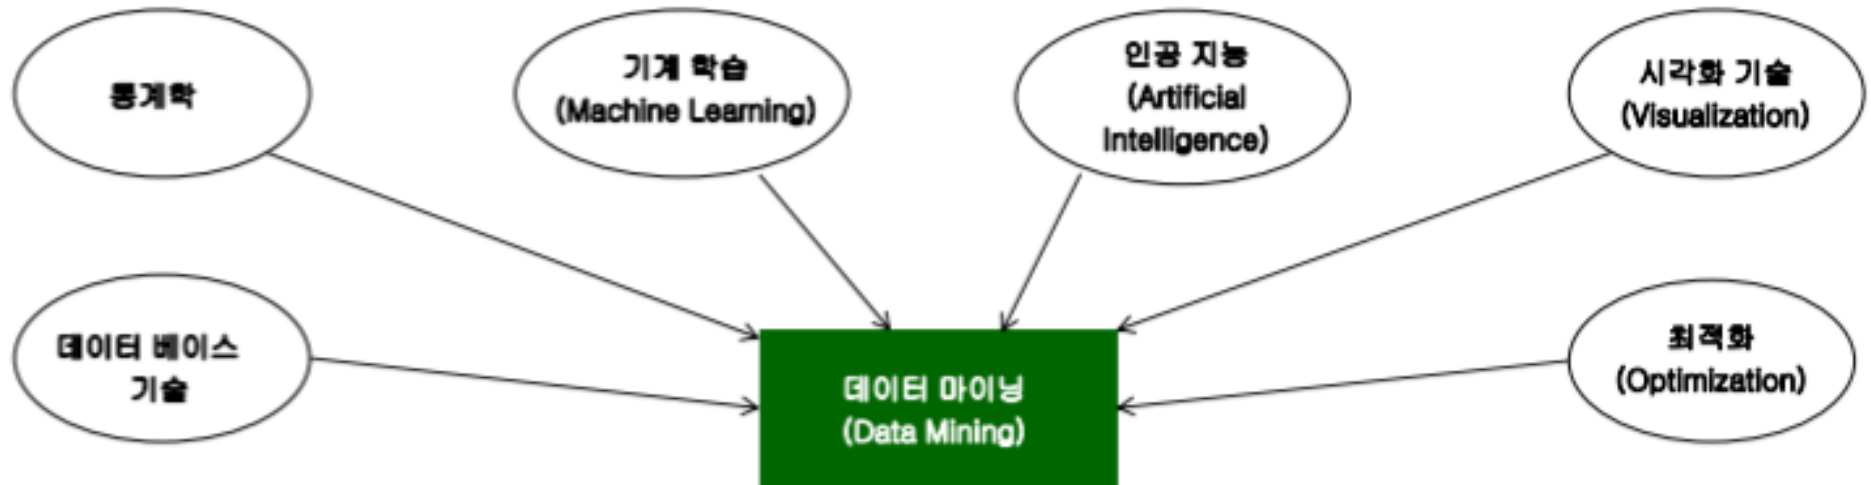 통계학
기계 학습
(Machine Learning)
인공 지능
(Artificial
Intelligence)
시각화 기술
(Visualization)
데이터 베이스
기술
데이터 마이닝
(Data Mining)
최적화
(Optimization)